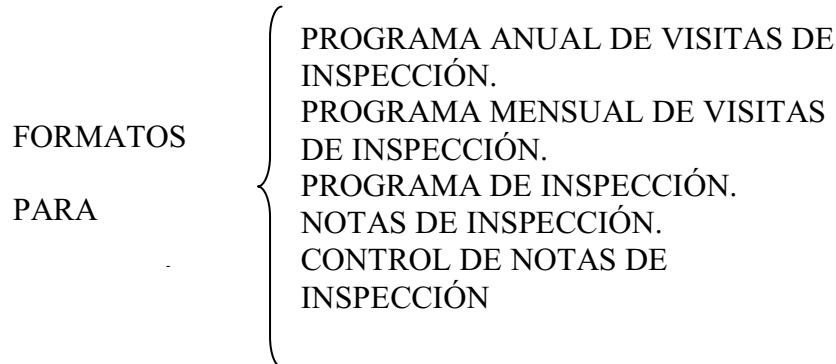 FORMATOS
PARA
PROGRAMA ANUAL DE VISITAS DE
INSPECCIÓN.
PROGRAMA MENSUAL DE VISITAS
DE INSPECCIÓN.
PROGRAMA DE INSPECCIÓN.
NOTAS DE INSPECCIÓN.
CONTROL DE NOTAS DE
INSPECCIÓN